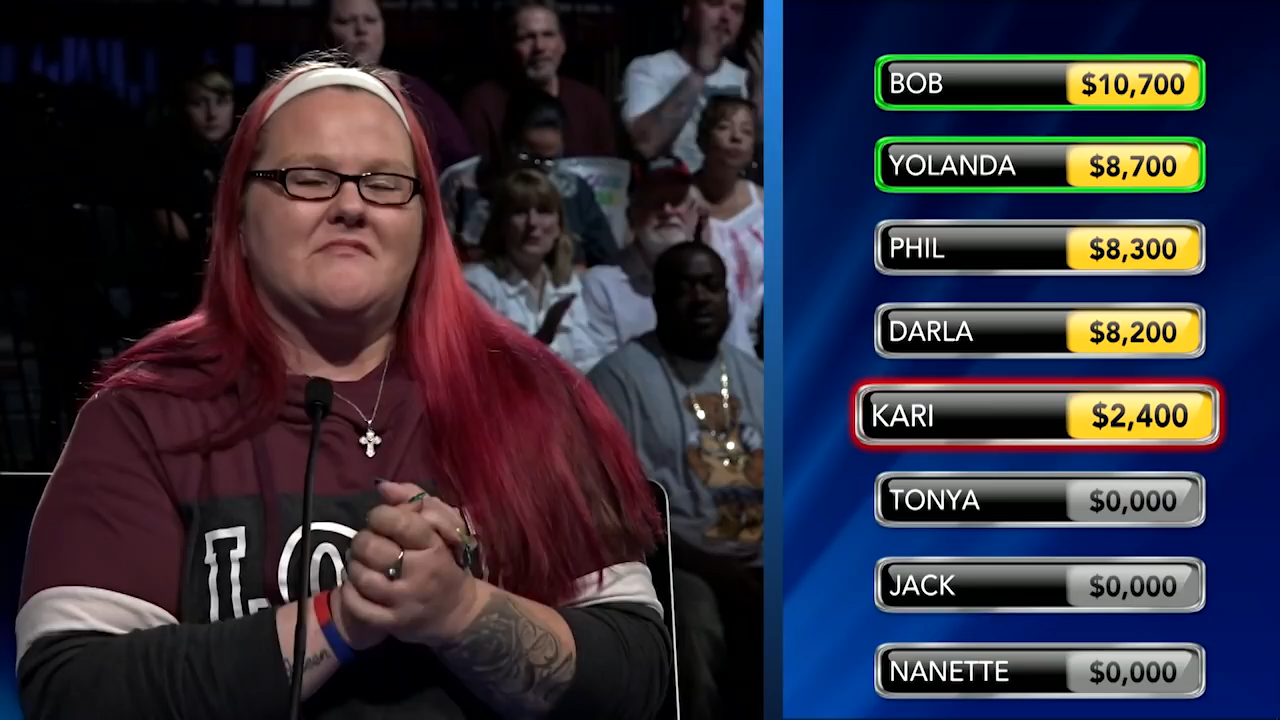 BOB $10,700
YOLANDA $8,700
PHIL $8,300
DARLA $8,200
KARI $2,400
TONYA $0,000
JACK $0,000
NANETTE $0,000
LO